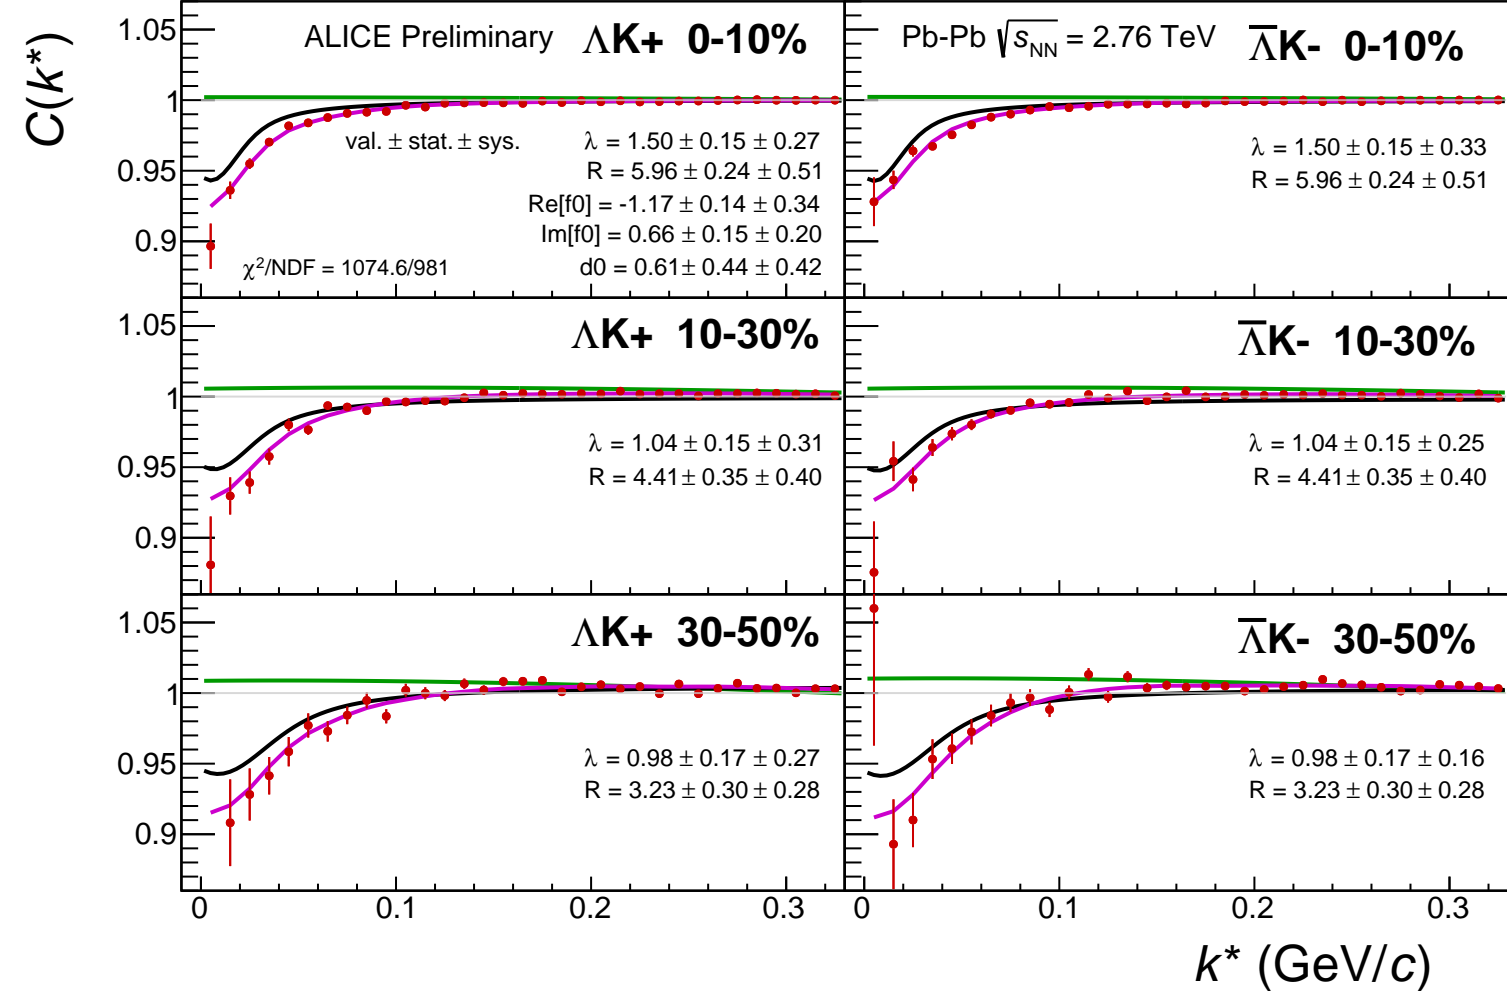 C(k*)
1.05
1
0.95
0.9
ALICE Preliminary ΛK+ 0-10%
val. ± stat. ± sys.
λ = 1.50 ± 0.15 ± 0.27
R = 5.96 ± 0.24 ± 0.51
Re[f0] = -1.17 ± 0.14 ± 0.34
Im[f0] = 0.66 ± 0.15 ± 0.20
χ²/NDF = 1074.6/981 d0 = 0.61± 0.44 ± 0.42
Pb-Pb √sNN = 2.76 TeV Λ̅K- 0-10%
λ = 1.50 ± 0.15 ± 0.33
R = 5.96 ± 0.24 ± 0.51
1.05
1
0.95
0.9
ΛK+ 10-30%
λ = 1.04 ± 0.15 ± 0.31
R = 4.41± 0.35 ± 0.40
Λ̅K- 10-30%
λ = 1.04 ± 0.15 ± 0.25
R = 4.41± 0.35 ± 0.40
1.05
1
0.95
0.9
ΛK+ 30-50%
λ = 0.98 ± 0.17 ± 0.27
R = 3.23 ± 0.30 ± 0.28
Λ̅K- 30-50%
λ = 0.98 ± 0.17 ± 0.16
R = 3.23 ± 0.30 ± 0.28
0 0.1 0.2 0.3 0 0.1 0.2 0.3
k* (GeV/c)